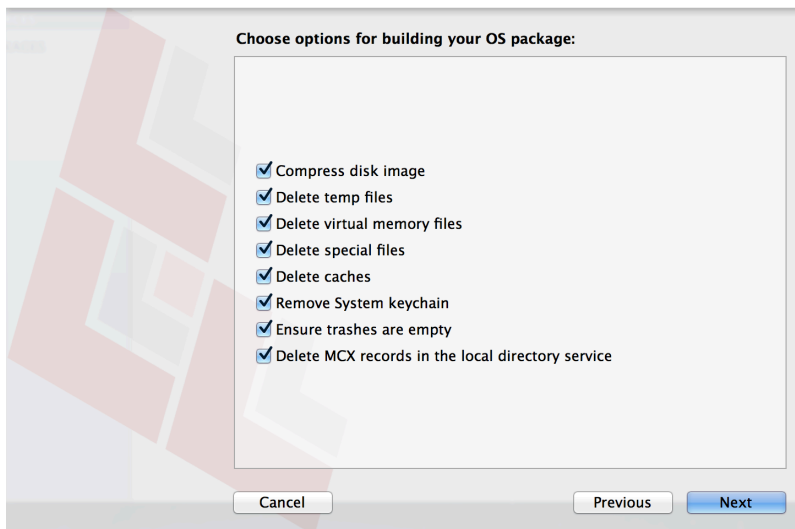 Choose options for building your OS package:
Compress disk image
Delete temp files
Delete virtual memory files
Delete special files
Delete caches
Remove System keychain
Ensure trashes are empty
Delete MCX records in the local directory service
Cancel
Previous
Next